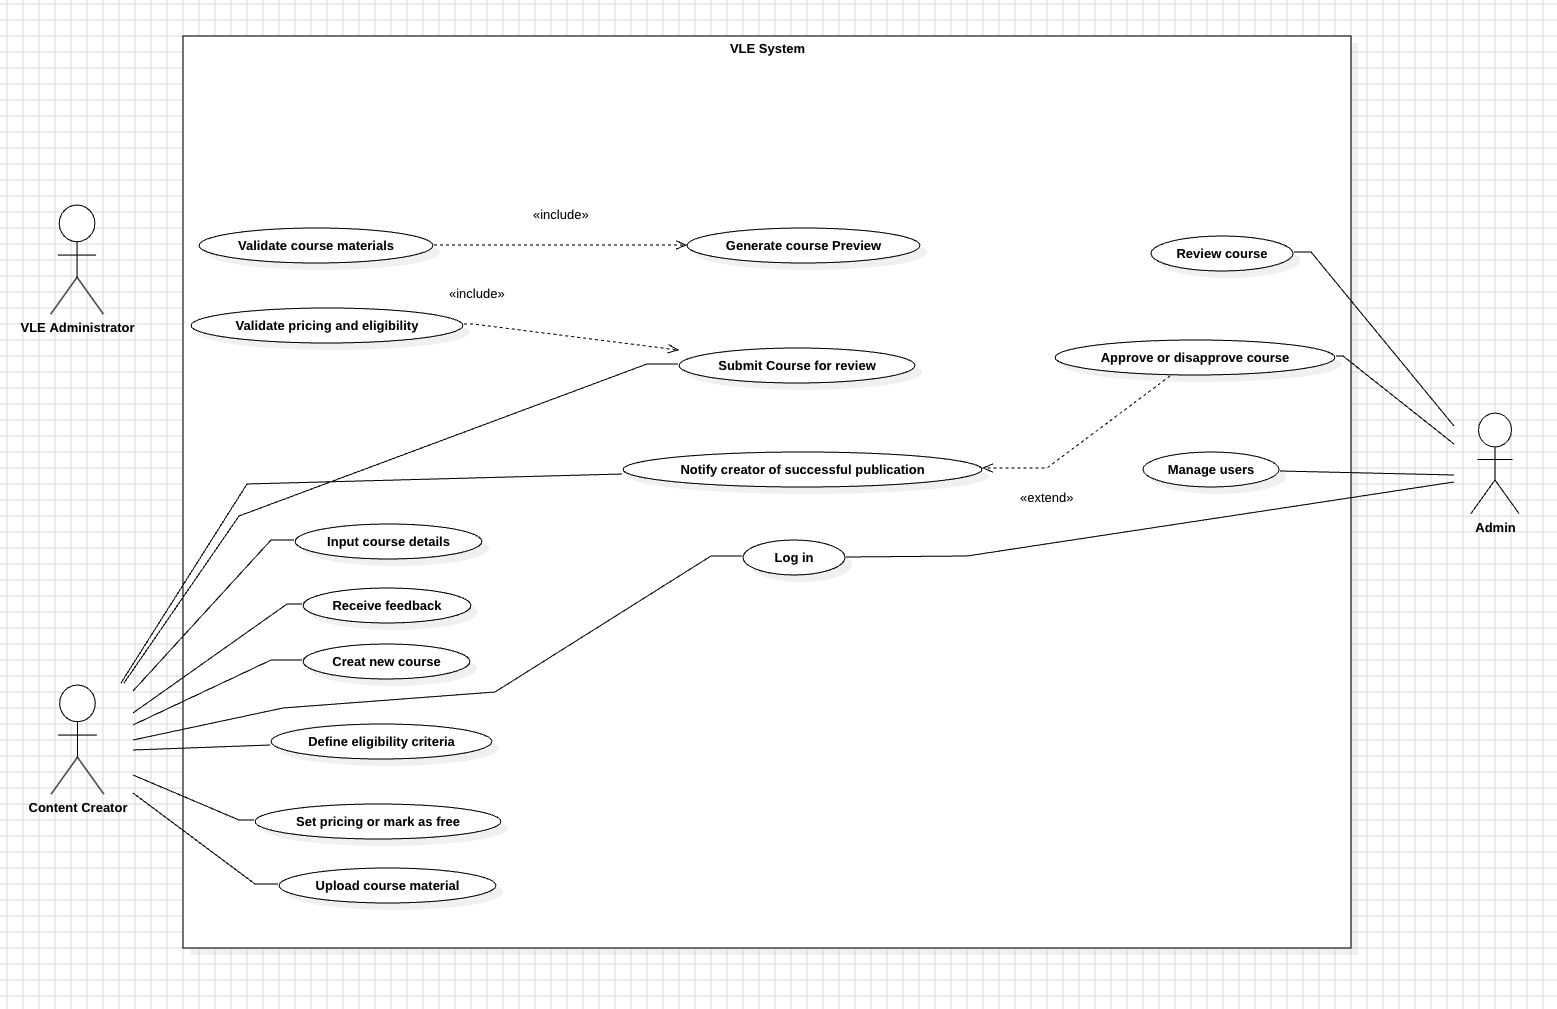 VLE System
«include»
Validate course materials
Generate course Preview
Review course
«include»
VLE Administrator
Validate pricing and eligibility
Submit Course for review
Approve or disapprove course
Notify creator of successful publication
Manage users
«extend»
Admin
Input course details
Log in
Receive feedback
Creat new course
Define eligibility criteria
Content Creator
Set pricing or mark as free
Upload course material